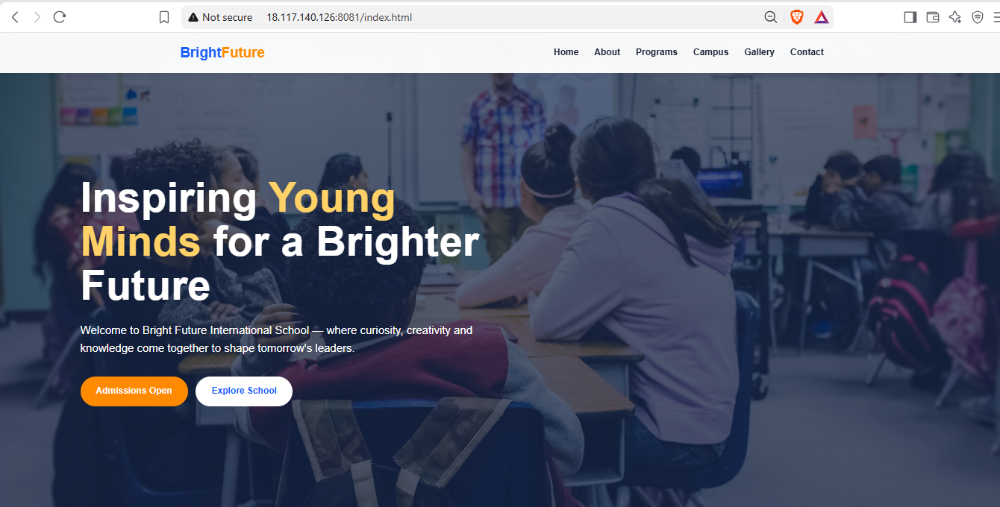 Not secure 18.117.140.126:8081/index.html
BrightFuture
Home About Programs Campus Gallery Contact
Inspiring Young
Minds for a Brighter
Future
Welcome to Bright Future International School — where curiosity, creativity and
knowledge come together to shape tomorrow's leaders.
Admissions Open Explore School